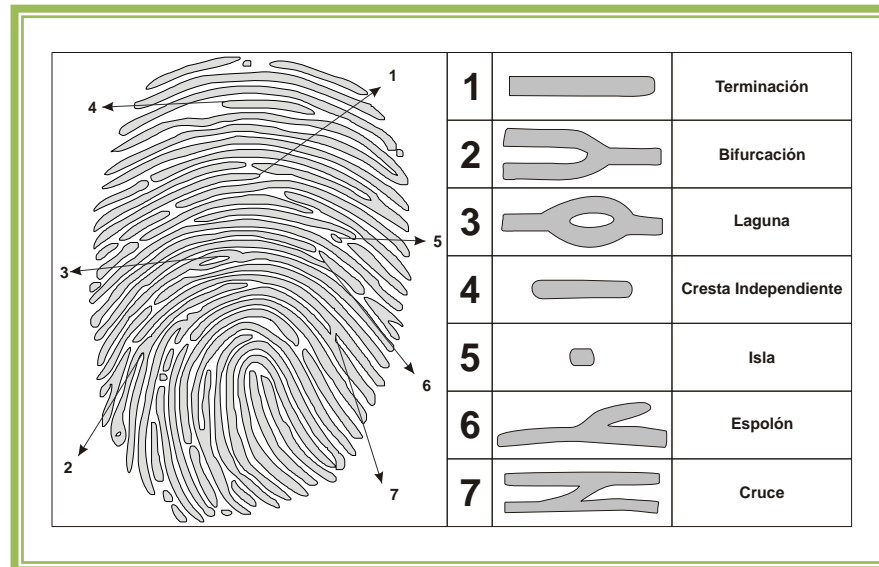 1
4
5
3
6
2
7
1 Terminación
2 Bifurcación
3 Laguna
4 Cresta Independiente
5 Isla
6 Espolón
7 Cruce